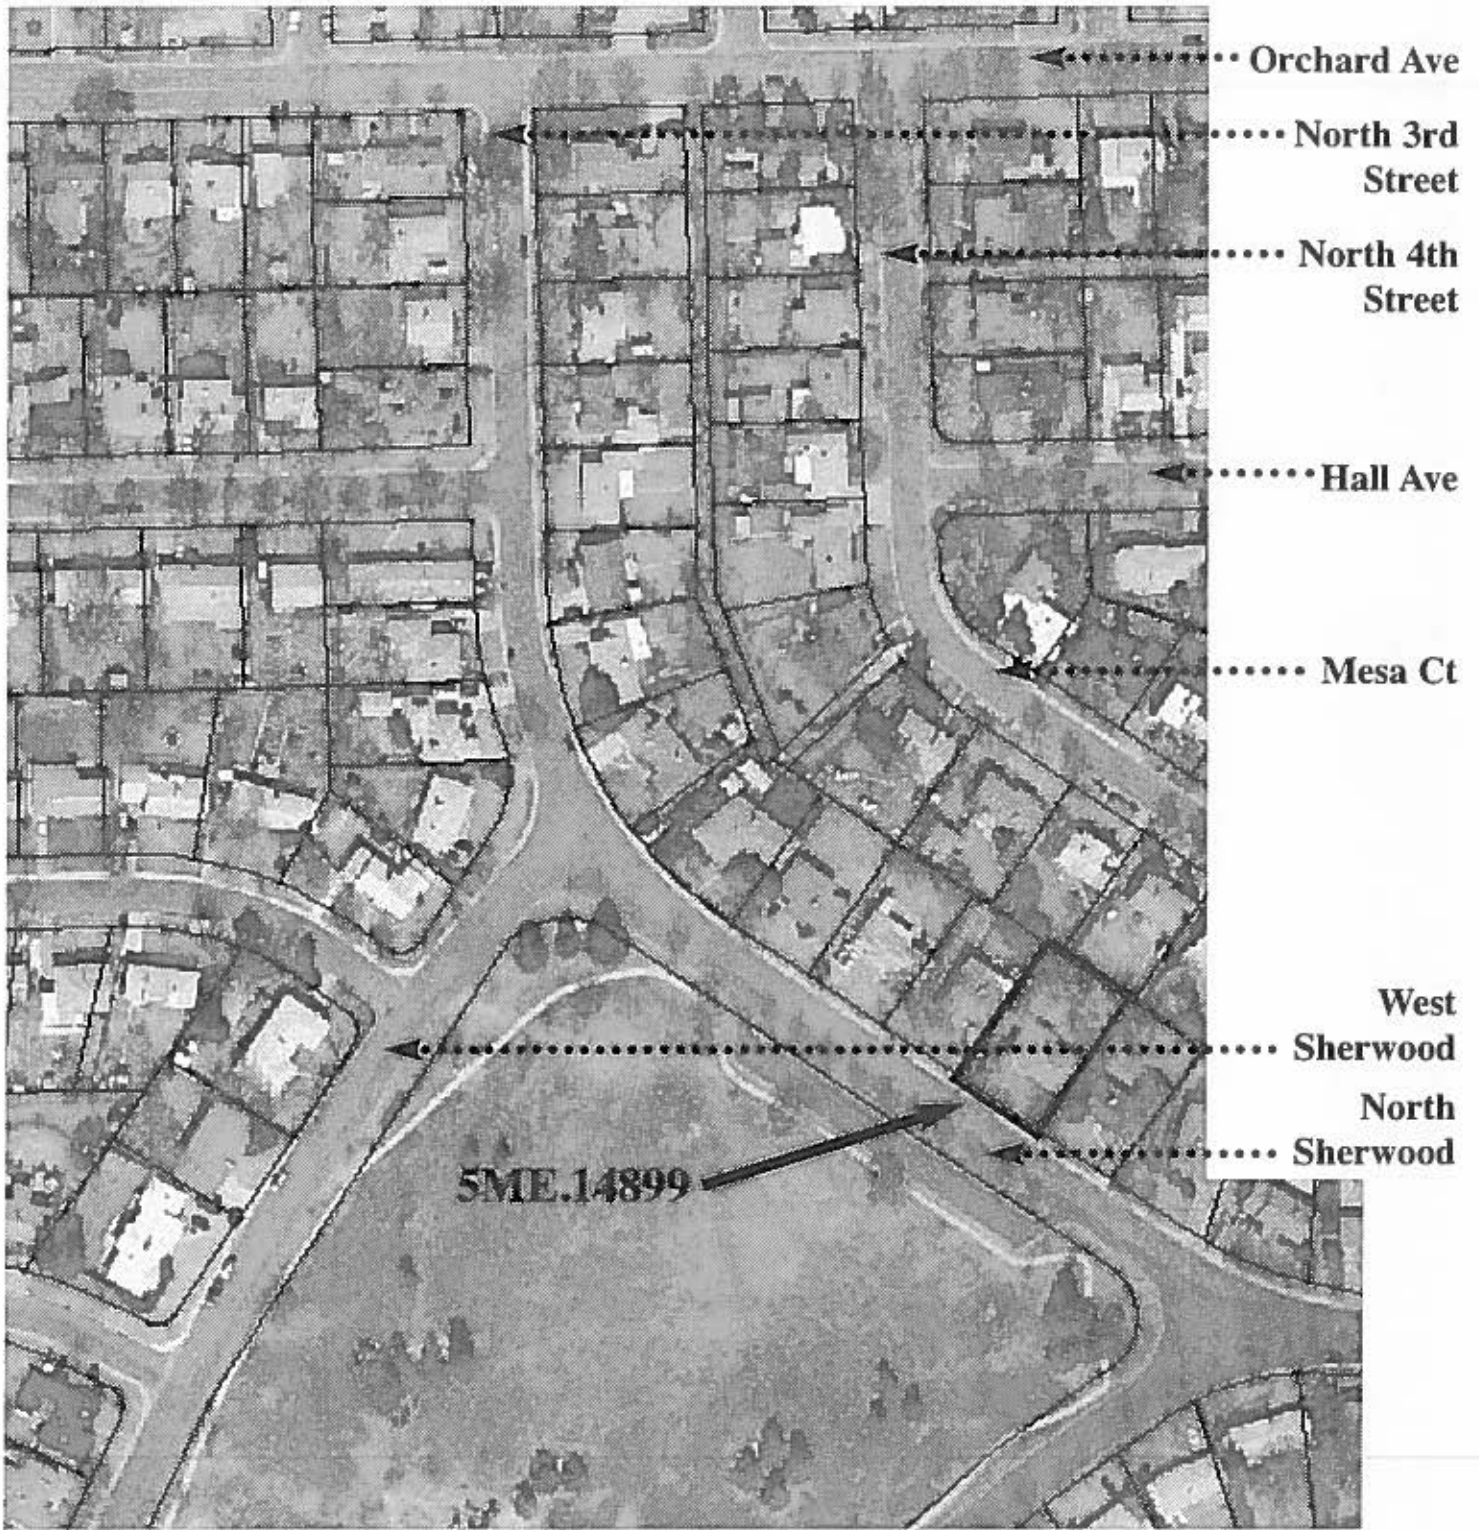 Orchard Ave
North 3rd
Street
North 4th
Street
Hall Ave
Mesa Ct
West
Sherwood
North
Sherwood
5ME.14899